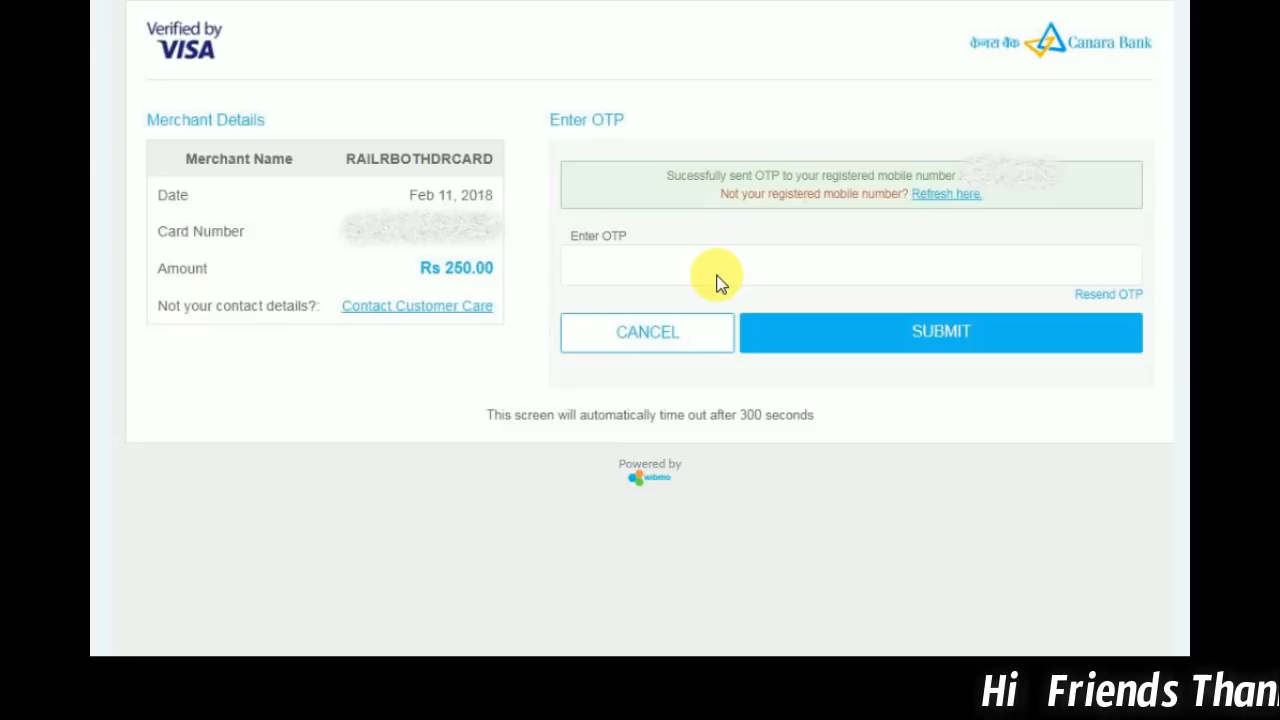 Verified by
VISA
केनरा बैंक Canara Bank
Merchant Details
Merchant Name RAILRBOTHDRCARD
Date Feb 11, 2018
Card Number
Amount Rs 250.00
Not your contact details?: Contact Customer Care
Enter OTP
Sucessfully sent OTP to your registered mobile number
Not your registered mobile number? Refresh here.
Enter OTP
Resend OTP
CANCEL SUBMIT
This screen will automatically time out after 300 seconds
Powered by
wibmo
Hi Friends Than